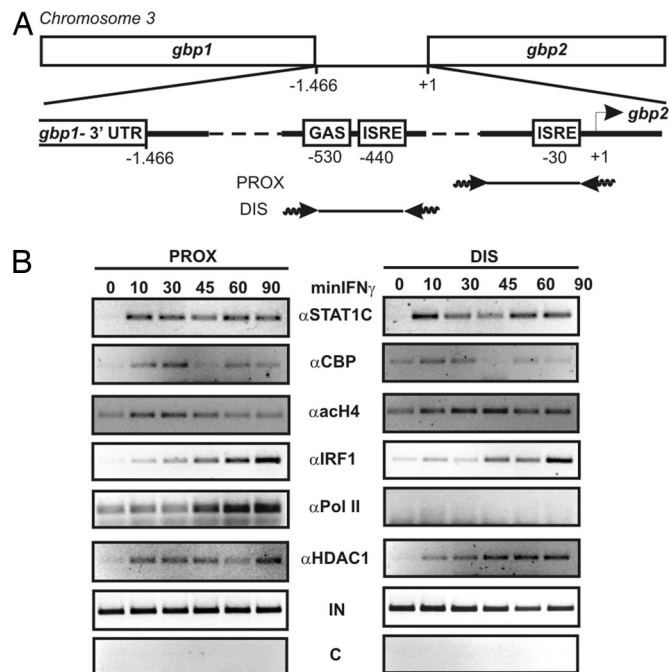 A
Chromosome 3
gbp1 gbp2
-1.466 +1
gbp1- 3' UTR GAS ISRE ISRE gbp2
-1.466 -530 -440 -30 +1
PROX
DIS
B
PROX DIS
0 10 30 45 60 90 minIFNγ 0 10 30 45 60 90
αSTAT1C
αCBP
αacH4
αIRF1
αPol II
αHDAC1
IN
C